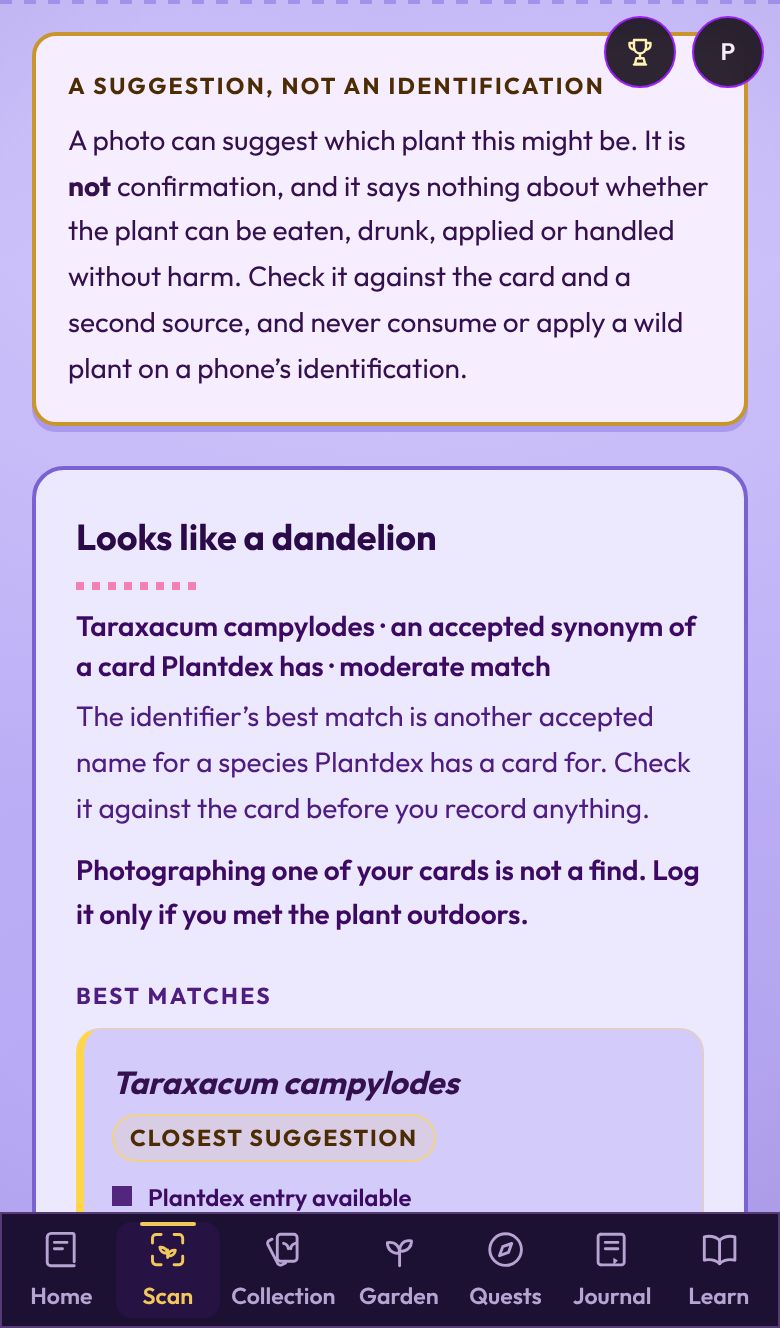 A SUGGESTION, NOT AN IDENTIFICATION
P
A photo can suggest which plant this might be. It is
not confirmation, and it says nothing about whether
the plant can be eaten, drunk, applied or handled
without harm. Check it against the card and a
second source, and never consume or apply a wild
plant on a phone’s identification.
Looks like a dandelion
Taraxacum campylodes · an accepted synonym of
a card Plantdex has · moderate match
The identifier’s best match is another accepted
name for a species Plantdex has a card for. Check
it against the card before you record anything.
Photographing one of your cards is not a find. Log
it only if you met the plant outdoors.
BEST MATCHES
Taraxacum campylodes
CLOSEST SUGGESTION
Plantdex entry available
Home Scan Collection Garden Quests Journal Learn